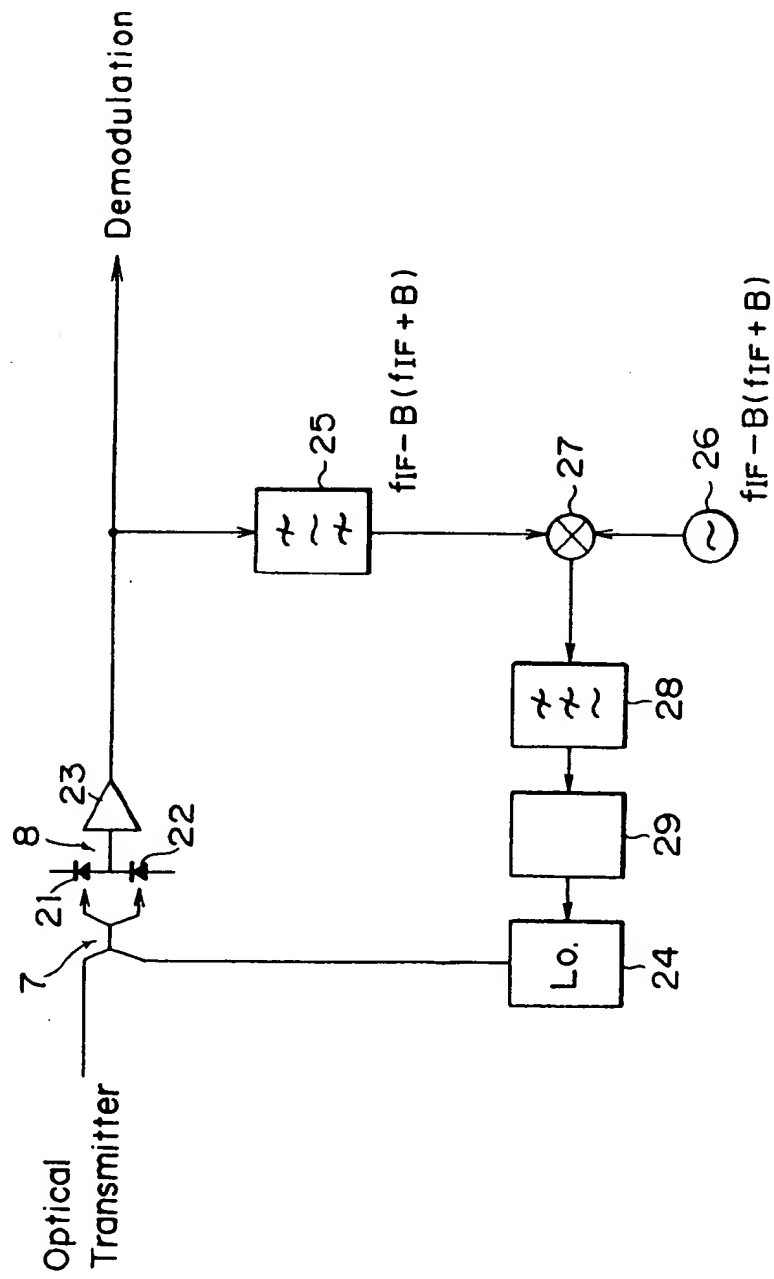 Optical
Transmitter
7
21
8
22
23
Demodulation
25
fIF-B(fIF+B)
27
26
fIF-B(fIF+B)
28
29
Lo.
24